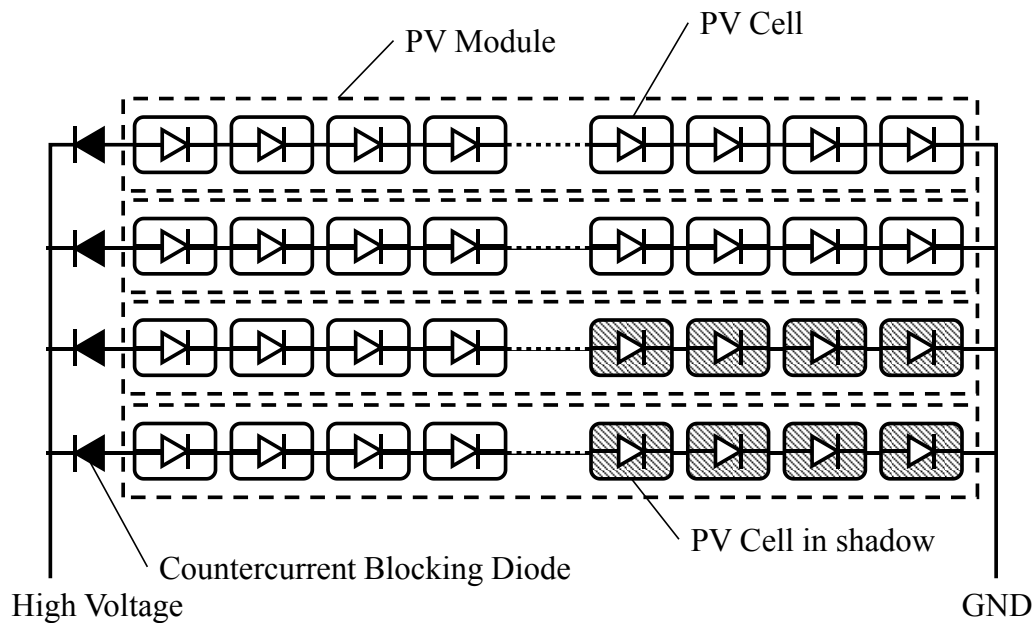 PV Module
PV Cell
PV Cell in shadow
Countercurrent Blocking Diode
High Voltage
GND